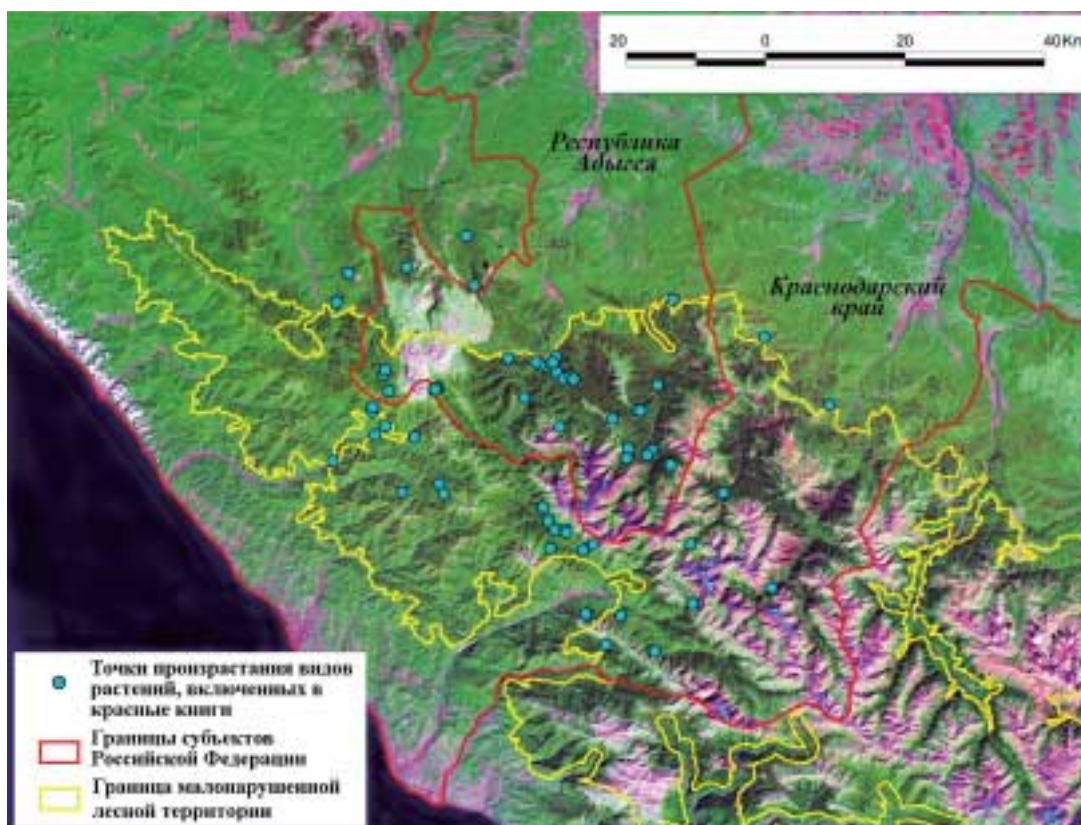 20 0 20 40 Km
Республика
Адыгея
Краснодарский
край
Точки произрастания видов
растений, включенных в
красные книги
Границы субъектов
Российской Федерации
Граница малонарушенной
лесной территории